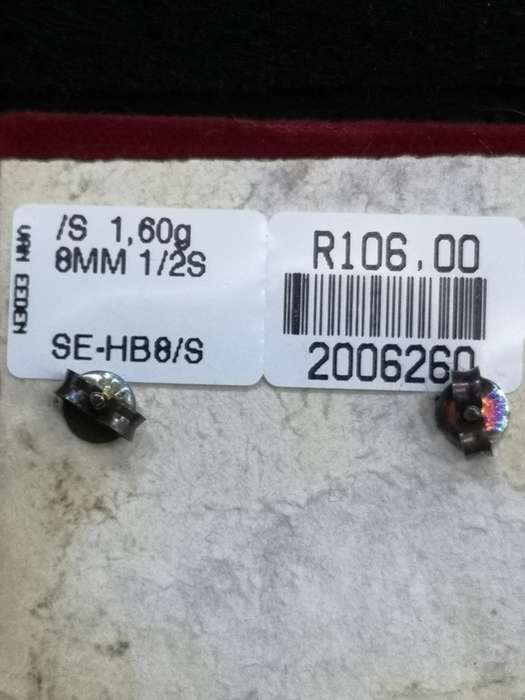 VAN EEDEN
/S 1,60g
8MM 1/2S
SE-HB8/S
R106,00
2006260